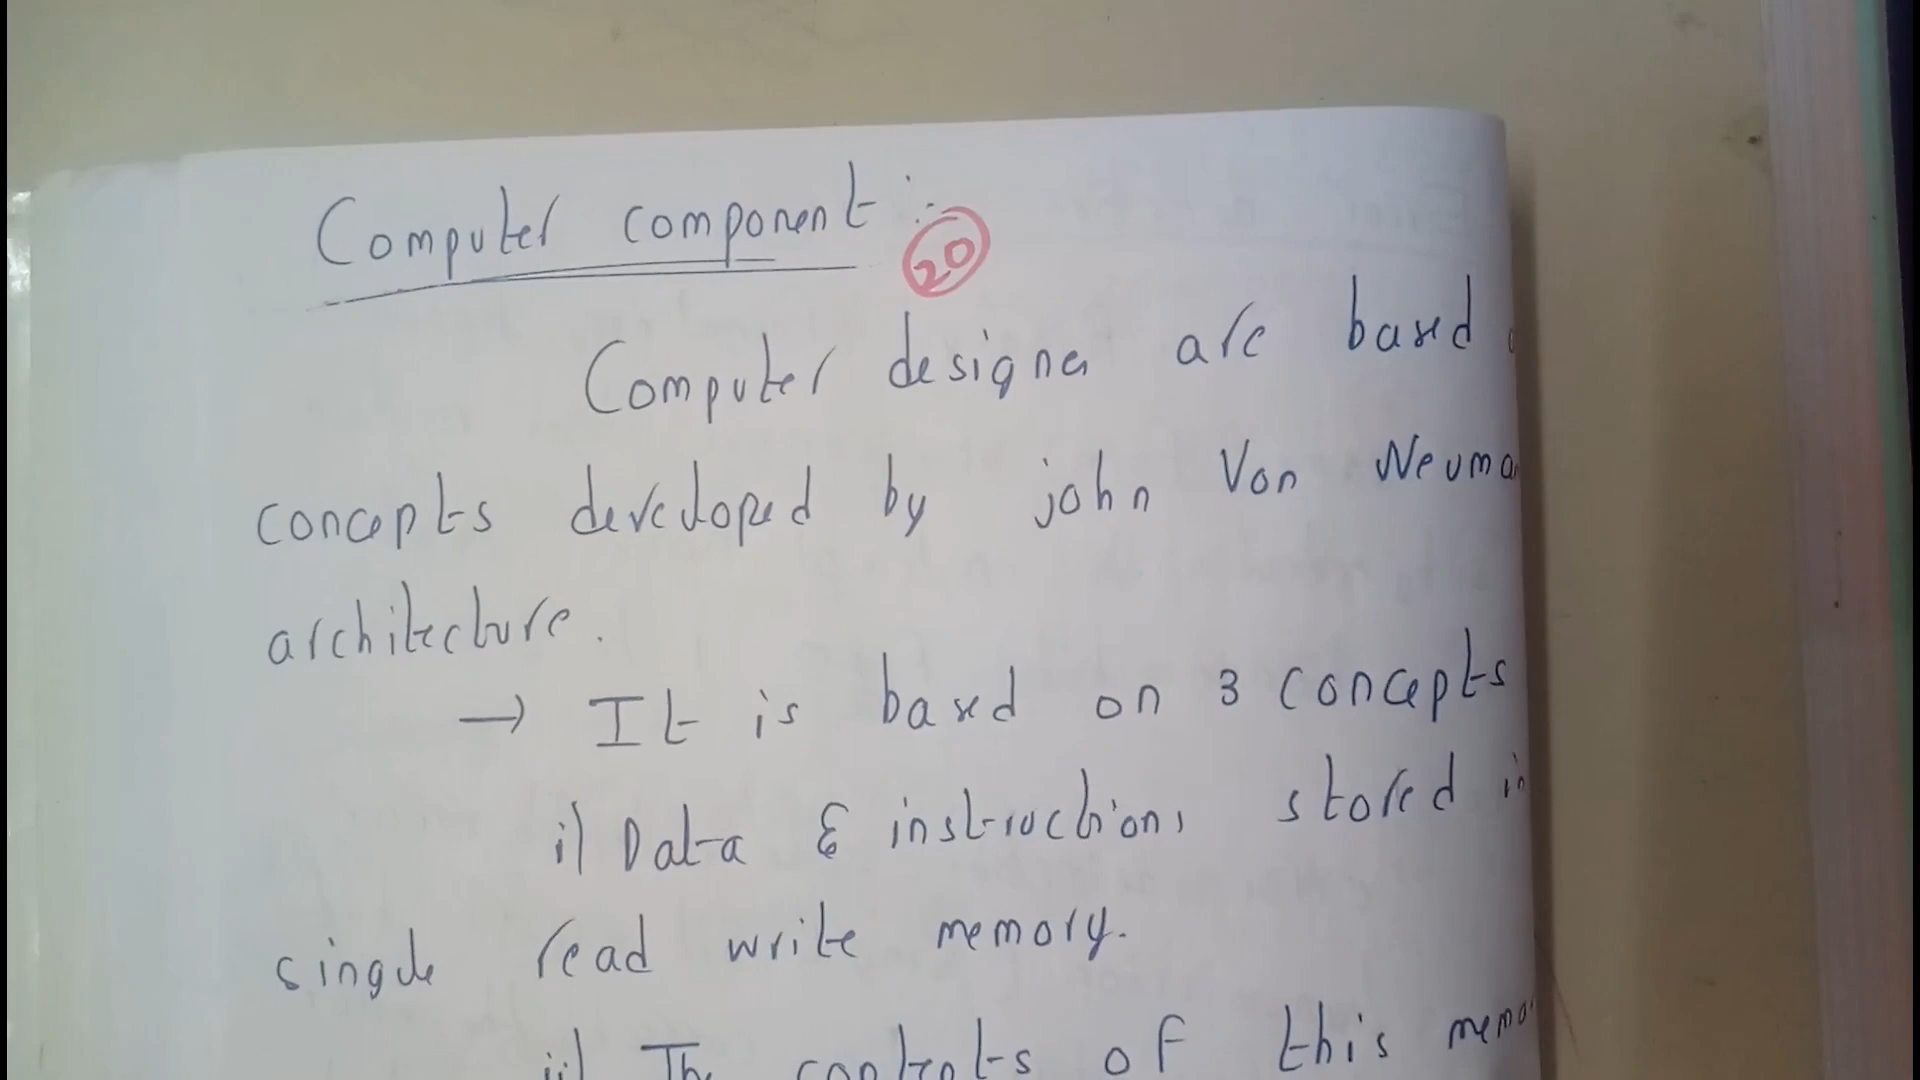 Computer component :-
20
Computer designer are based
concepts developed by john Von Neuma
architecture.
→ It is based on 3 concepts
i) Data & instructions stored in
single read write memory.
ii) The contents of this memo